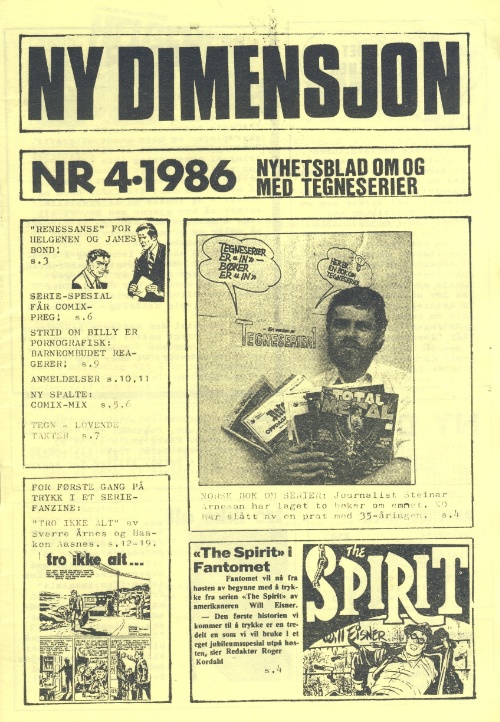 NY DIMENSJON
NR 4·1986
NYHETSBLAD OM OG
MED TEGNESERIER
"RENESSANSE" FOR
HELGENEN OG JAMES
BOND!
s.3
SERIE-SPESIAL
FÅR COMIX-
PREG! s.6
STRID OM BILLY ER
PORNOGRAFISK:
BARNEOMBUDET REA-
GERER! s.9
ANMELDELSER s.10,11
NY SPALTE:
COMIX-MIX s.5,6
TEGN - LOVENDE
TAKTER s.7
TEGNESERIER
ER «IN» -
BØKER
ER «IN»
HER ER
EN BOK OM
TEGNESERIER!
TEGNESERIER!
TOTAL
METAL
NORSK BOK OM SERIER: Journalist Steinar
Arneson har laget to bøker om emnet. ND
har slått av en prat med 35-åringen. s.4
FOR FØRSTE GANG PÅ
TRYKK I ET SERIE-
FANZINE:
"TRO IKKE ALT" av
Sverre Årnes og Håa-
kon Aasnes. s.12-19.
tro ikke alt...
«The Spirit» i
Fantomet
Fantomet vil nå fra
høsten av begynne med å tryk-
ke fra serien «The Spirit» av
amerikaneren Will Eisner.
— Den første historien vi
kommer til å trykke er en tre-
delt en som vi vil bruke i et
eget jubileumsspesial utpå høs-
ten, sier Redaktør Roger
Kordahl
s.4
The
SPIRIT
WILL EISNER